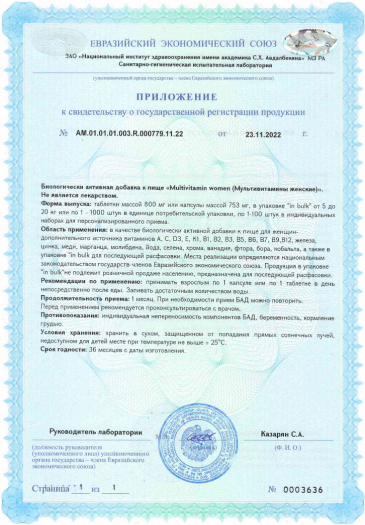 ЕВРАЗИЙСКИЙ ЭКОНОМИЧЕСКИЙ СОЮЗ
ЗАО «Национальный институт здравоохранения имени академика С.Х. Авдалбекяна» МЗ РА
Санитарно-гигиеническая испытательная лаборатория
(уполномоченный орган государства – члена Евразийского экономического союза)
ПРИЛОЖЕНИЕ
к свидетельству о государственной регистрации продукции
№ AM.01.01.01.003.R.000779.11.22 от 23.11.2022 г.
Биологически активная добавка к пище «Multivitamin women (Мультивитамины женские)».
Не является лекарством.
Форма выпуска: таблетки массой 800 мг или капсулы массой 753 мг, в упаковке "in bulk" от 5 до
20 кг или по 1 - 1000 штук в единице потребительской упаковки, по 1-100 штук в индивидуальных
наборах для персонализированного приема.
Область применения: в качестве биологически активной добавки к пище для женщин-
дополнительного источника витаминов А, С, D3, Е, К1, В1, В2, В3, В5, В6, В7, В9,В12, железа,
цинка, меди, марганца, молибдена, йода, селена, хрома, ванадия, фтора, бора, кобальта, а также в
упаковке "in bulk для последующей расфасовки. Места реализации определяются национальным
законодательством государств-членов Евразийского экономического союза. Продукция в упаковке
"in bulk"не подлежит розничной продаже населению, предназначена для последующей расфасовки.
Рекомендации по применению: принимать взрослым по 1 капсуле или по 1 таблетке в день
непосредственно после еды. Запивать достаточным количеством воды.
Продолжительность приема: 1 месяц. При необходимости прием БАД можно повторить.
Перед применением рекомендуется проконсультироваться с врачом.
Противопоказания: индивидуальная непереносимость компонентов БАД, беременность, кормление
грудью.
Условия хранения: хранить в сухом, защищенном от попадания прямых солнечных лучей,
недоступном для детей месте при температуре не выше + 25°С.
Срок годности: 36 месяцев с даты изготовления.
Руководитель лаборатории Казарян С.А.
(должность руководителя
(уполномоченного лица) уполномоченного
органа государства – члена Евразийского
экономического союза)
(подпись)
(Ф. И. О.)
Страница 1 из 1 № 0003636